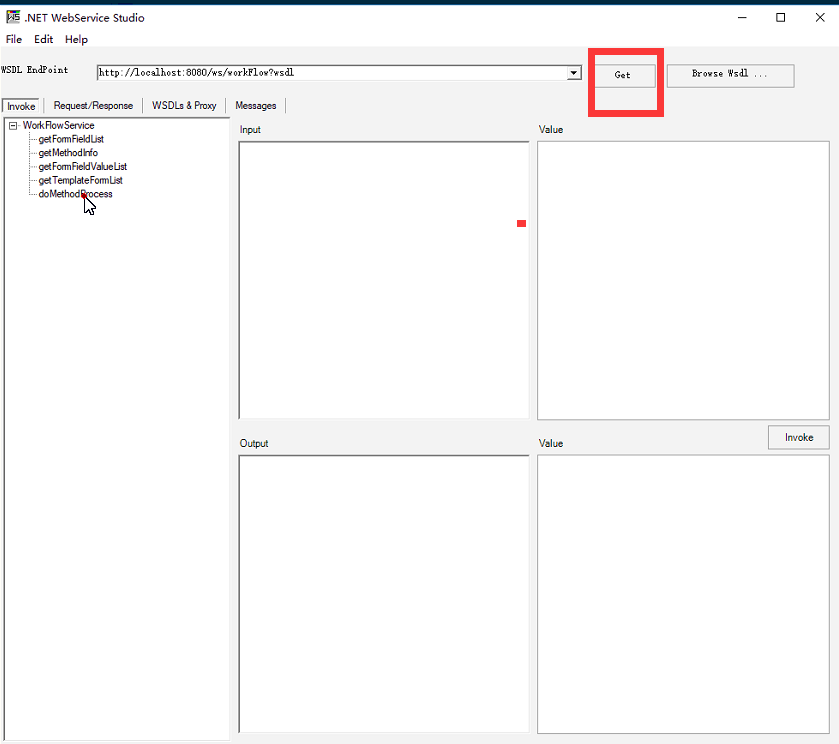 .NET WebService Studio
File Edit Help
WSDL EndPoint http://localhost:8080/ws/workFlow?wsdl Get Browse Wsdl ...
Invoke Request/Response WSDLs & Proxy Messages
WorkFlowService
getFormFieldList
getMethodInfo
getFormFieldValueList
getTemplateFormList
doMethodProcess
Input Value
Invoke
Output Value